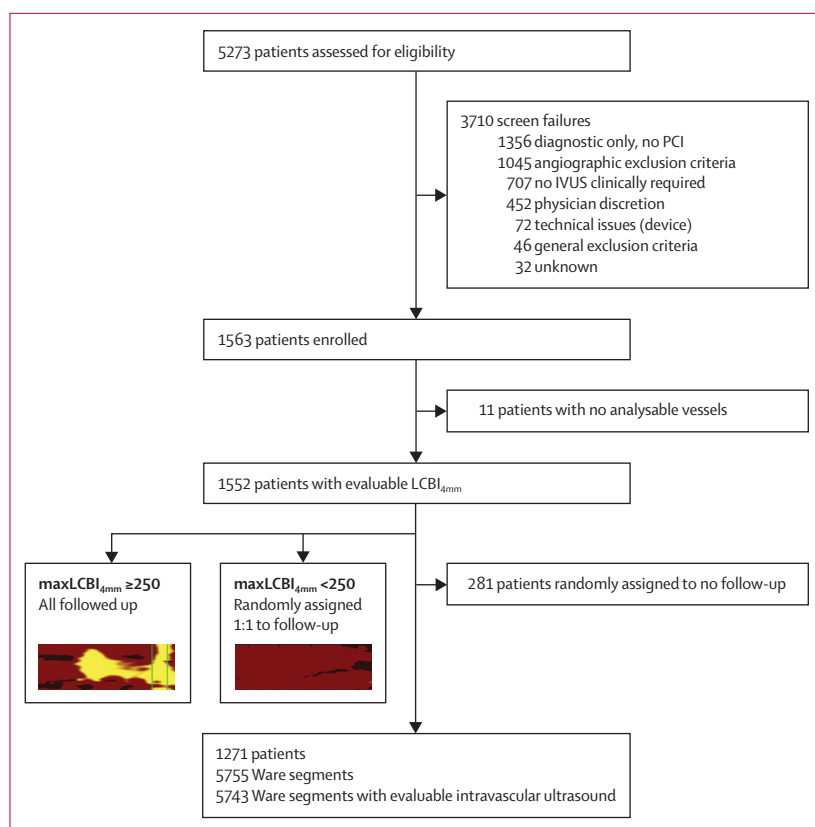 5273 patients assessed for eligibility
3710 screen failures
1356 diagnostic only, no PCI
1045 angiographic exclusion criteria
707 no IVUS clinically required
452 physician discretion
72 technical issues (device)
46 general exclusion criteria
32 unknown
1563 patients enrolled
11 patients with no analysable vessels
1552 patients with evaluable LCBI4mm
maxLCBI4mm ≥250
All followed up
maxLCBI4mm <250
Randomly assigned
1:1 to follow-up
281 patients randomly assigned to no follow-up
1271 patients
5755 Ware segments
5743 Ware segments with evaluable intravascular ultrasound